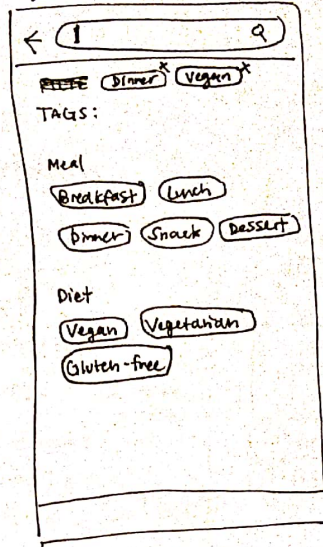 Dinner x Vegan x
TAGS:
Meal
Breakfast Lunch
Dinner Snack Dessert
Diet
Vegan Vegetarian
Gluten-free